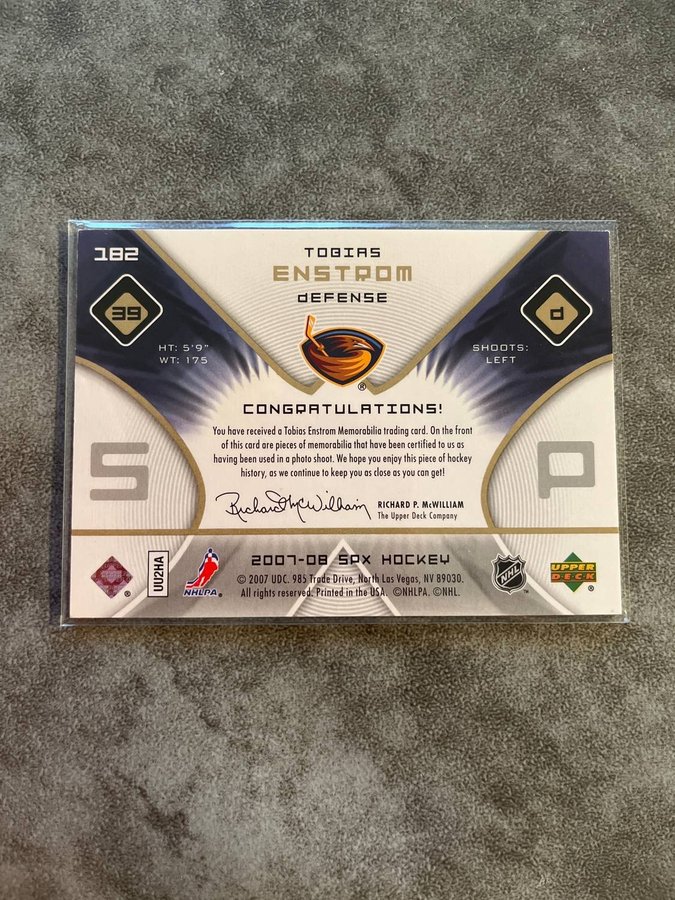 182
TOBIAS
ENSTROM
dEFENSE
39
d
HT: 5'9"
WT: 175
SHOOTS:
LEFT
®
CONGRATULATIONS!
You have received a Tobias Enstrom Memorabilia trading card. On the front
of this card are pieces of memorabilia that have been certified to us as
having been used in a photo shoot. We hope you enjoy this piece of hockey
history, as we continue to keep you as close as you can get!
S
P
Richard P. McWilliam
RICHARD P. McWILLIAM
The Upper Deck Company
2007-08 SPX HOCKEY
© 2007 UDC. 985 Trade Drive, North Las Vegas, NV 89030.
All rights reserved. Printed in the USA. ©NHLPA. ©NHL.
®
UU2HA
NHLPA.
NHL
™
UPPER
DECK
®